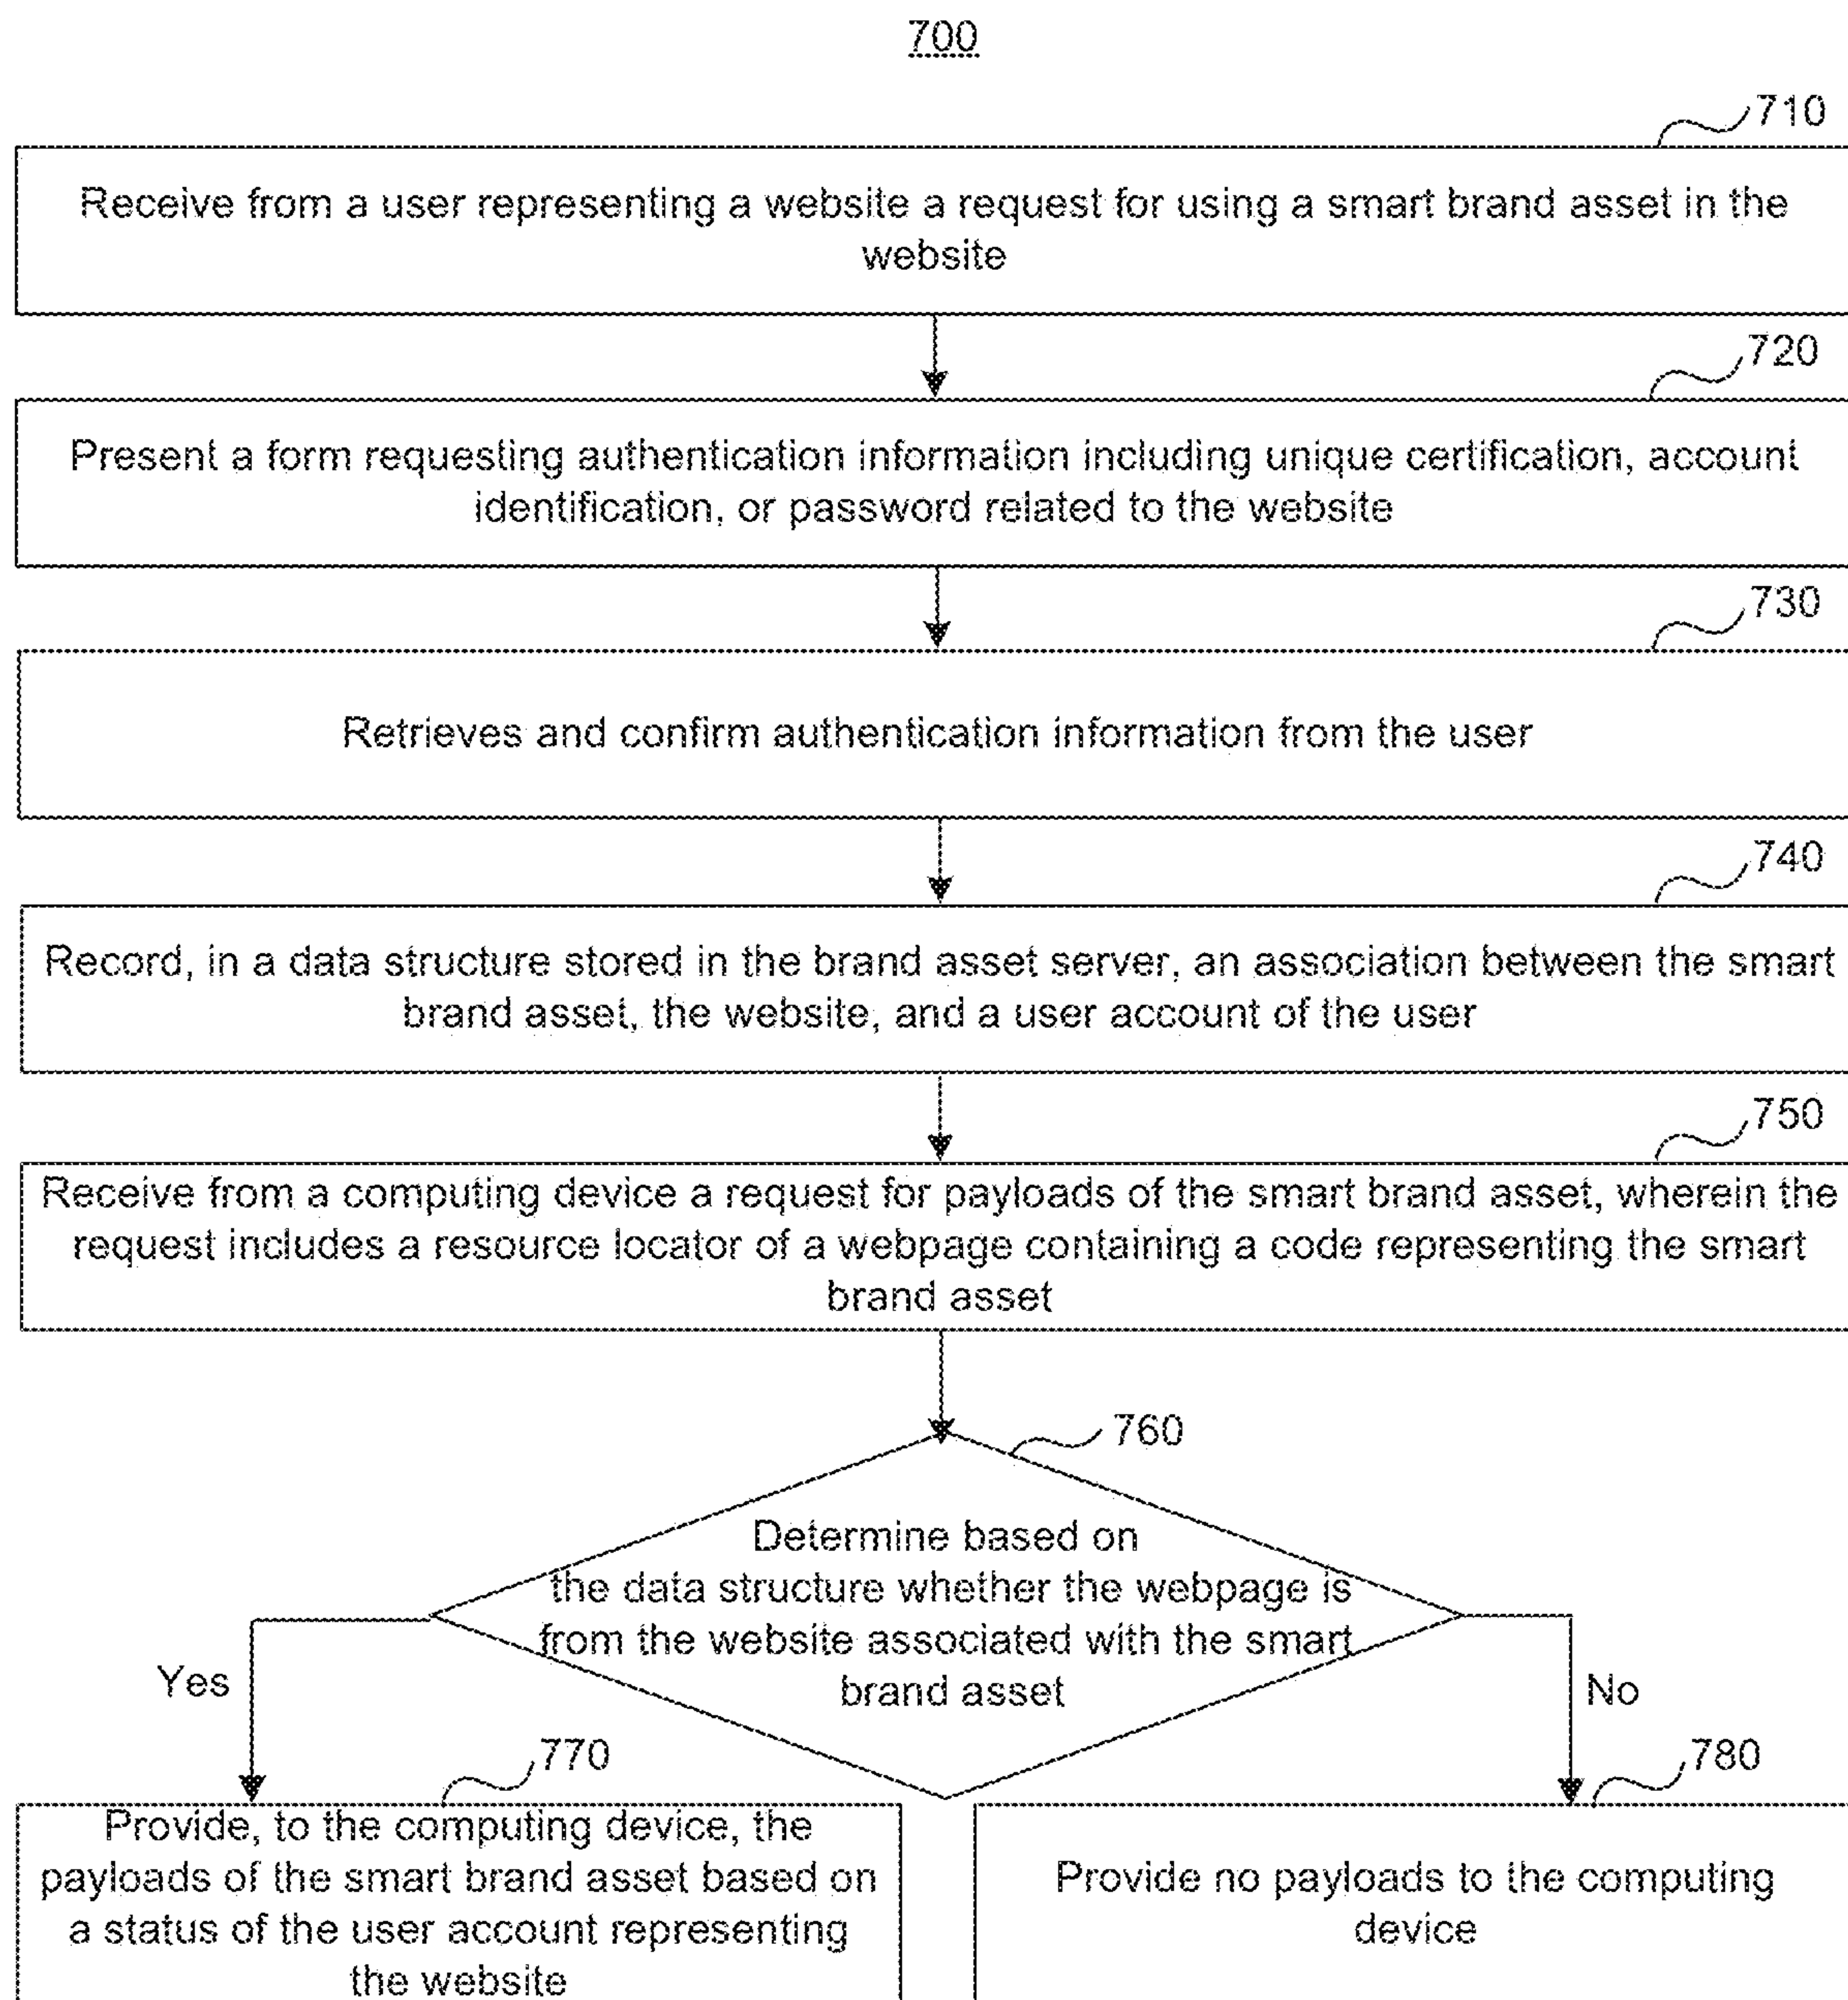 700
710
Receive from a user representing a website a request for using a smart brand asset in the
website
720
Present a form requesting authentication information including unique certification, account
identification, or password related to the website
730
Retrieves and confirm authentication information from the user
740
Record, in a data structure stored in the brand asset server, an association between the smart
brand asset, the website, and a user account of the user
750
Receive from a computing device a request for payloads of the smart brand asset, wherein the
request includes a resource locator of a webpage containing a code representing the smart
brand asset
760
Determine based on
the data structure whether the webpage is
from the website associated with the smart
brand asset
Yes
No
770
Provide, to the computing device, the
payloads of the smart brand asset based on
a status of the user account representing
the website
780
Provide no payloads to the computing
device